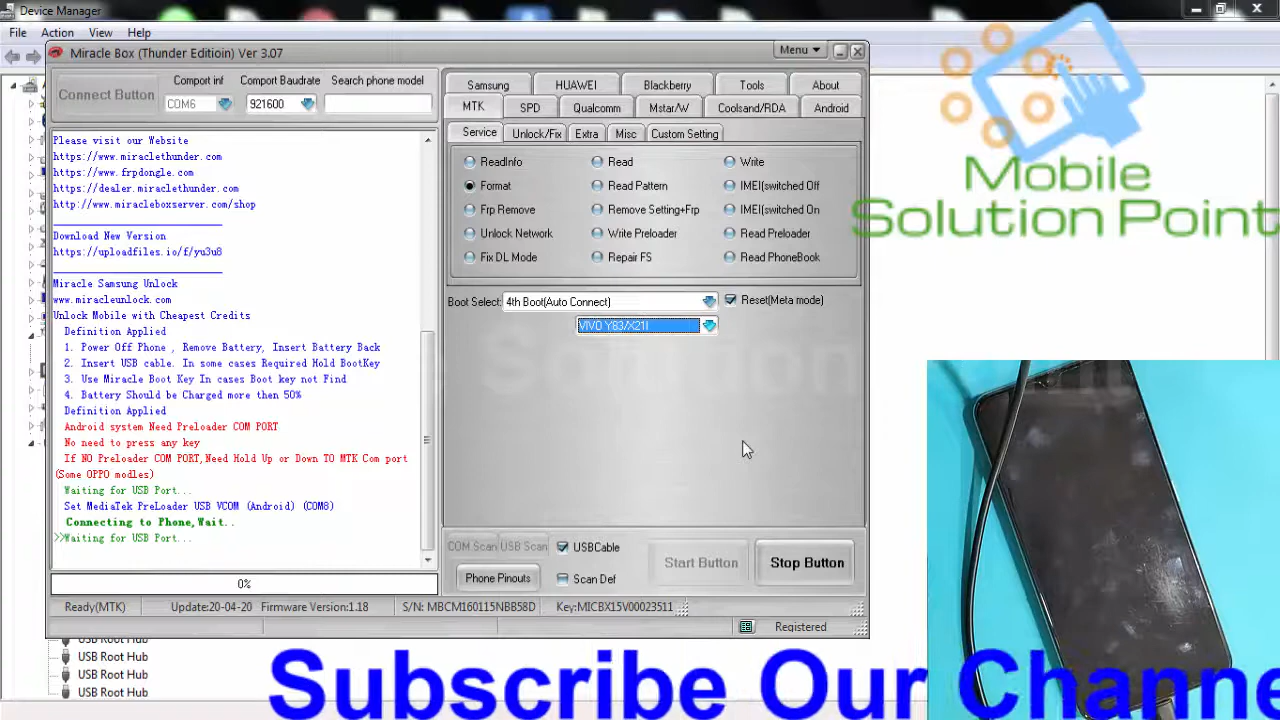 Device Manager
File Action View Help
Miracle Box (Thunder Editioin) Ver 3.07
Menu
Connect Button
Comport inf
Comport Baudrate
Search phone model
COM6
921600
Samsung
HUAWEI
Blackberry
Tools
About
MTK
SPD
Qualcomm
Mstar/W
Coolsand/RDA
Android
Service
Unlock/Fix
Extra
Misc
Custom Setting
ReadInfo
Read
Write
Format
Read Pattern
IMEI(switched Off
Frp Remove
Remove Setting+Frp
IMEI(switched On
Unlock Network
Write Preloader
Read Preloader
Fix DL Mode
Repair FS
Read PhoneBook
Boot Select:
4th Boot(Auto Connect)
Reset(Meta mode)
VIVO Y83/X21I
Please visit our Website
https://www.miraclethunder.com
https://www.frpdongle.com
https://dealer.miraclethunder.com
http://www.miracleboxserver.com/shop
Download New Version
https://uploadfiles.io/f/yu3u8
Miracle Samsung Unlock
www.miracleunlock.com
Unlock Mobile with Cheapest Credits
Definition Applied
1. Power Off Phone , Remove Battery, Insert Battery Back
2. Insert USB cable. In some cases Required Hold BootKey
3. Use Miracle Boot Key In cases Boot key not Find
4. Battery Should be Charged more then 50%
Definition Applied
Android system Need Preloader COM PORT
No need to press any key
If NO Preloader COM PORT,Need Hold Up or Down TO MTK Com port
(Some OPPO modles)
Waiting for USB Port...
Set MediaTek PreLoader USB VCOM (Android) (COM8)
Connecting to Phone,Wait..
>>Waiting for USB Port...
0%
COM Scan
USB Scan
USBCable
Phone Pinouts
Scan Def
Start Button
Stop Button
Ready(MTK)
Update:20-04-20
Firmware Version:1.18
S/N: MBCM160115NBB58D
Key:MICBX15V00023511
Registered
USB Root Hub
USB Root Hub
USB Root Hub
USB Root Hub
Mobile
Solution Point
Subscribe Our Channe